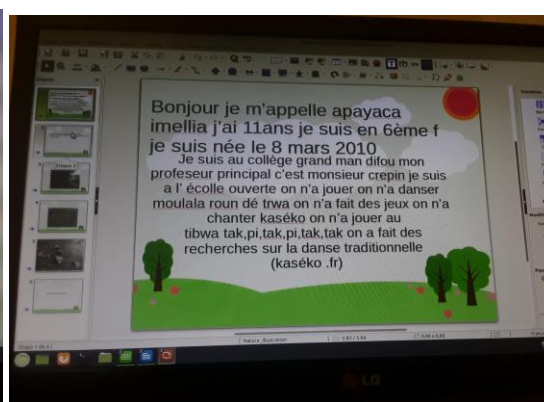 Bonjour je m'appelle apayaca
imellia j'ai 11ans je suis en 6ème f
je suis née le 8 mars 2010
Je suis au collège grand man difou mon
profeseur principal c'est monsieur crepin je suis
a l' écolle ouverte on n'a jouer on n'a danser
moulala roun dé trwa on n'a fait des jeux on n'a
chanter kaséko on n'a jouer au
tibwa tak,pi,tak,pi,tak,tak on a fait des
recherches sur la danse traditionnelle
(kaséko .fr)
LG